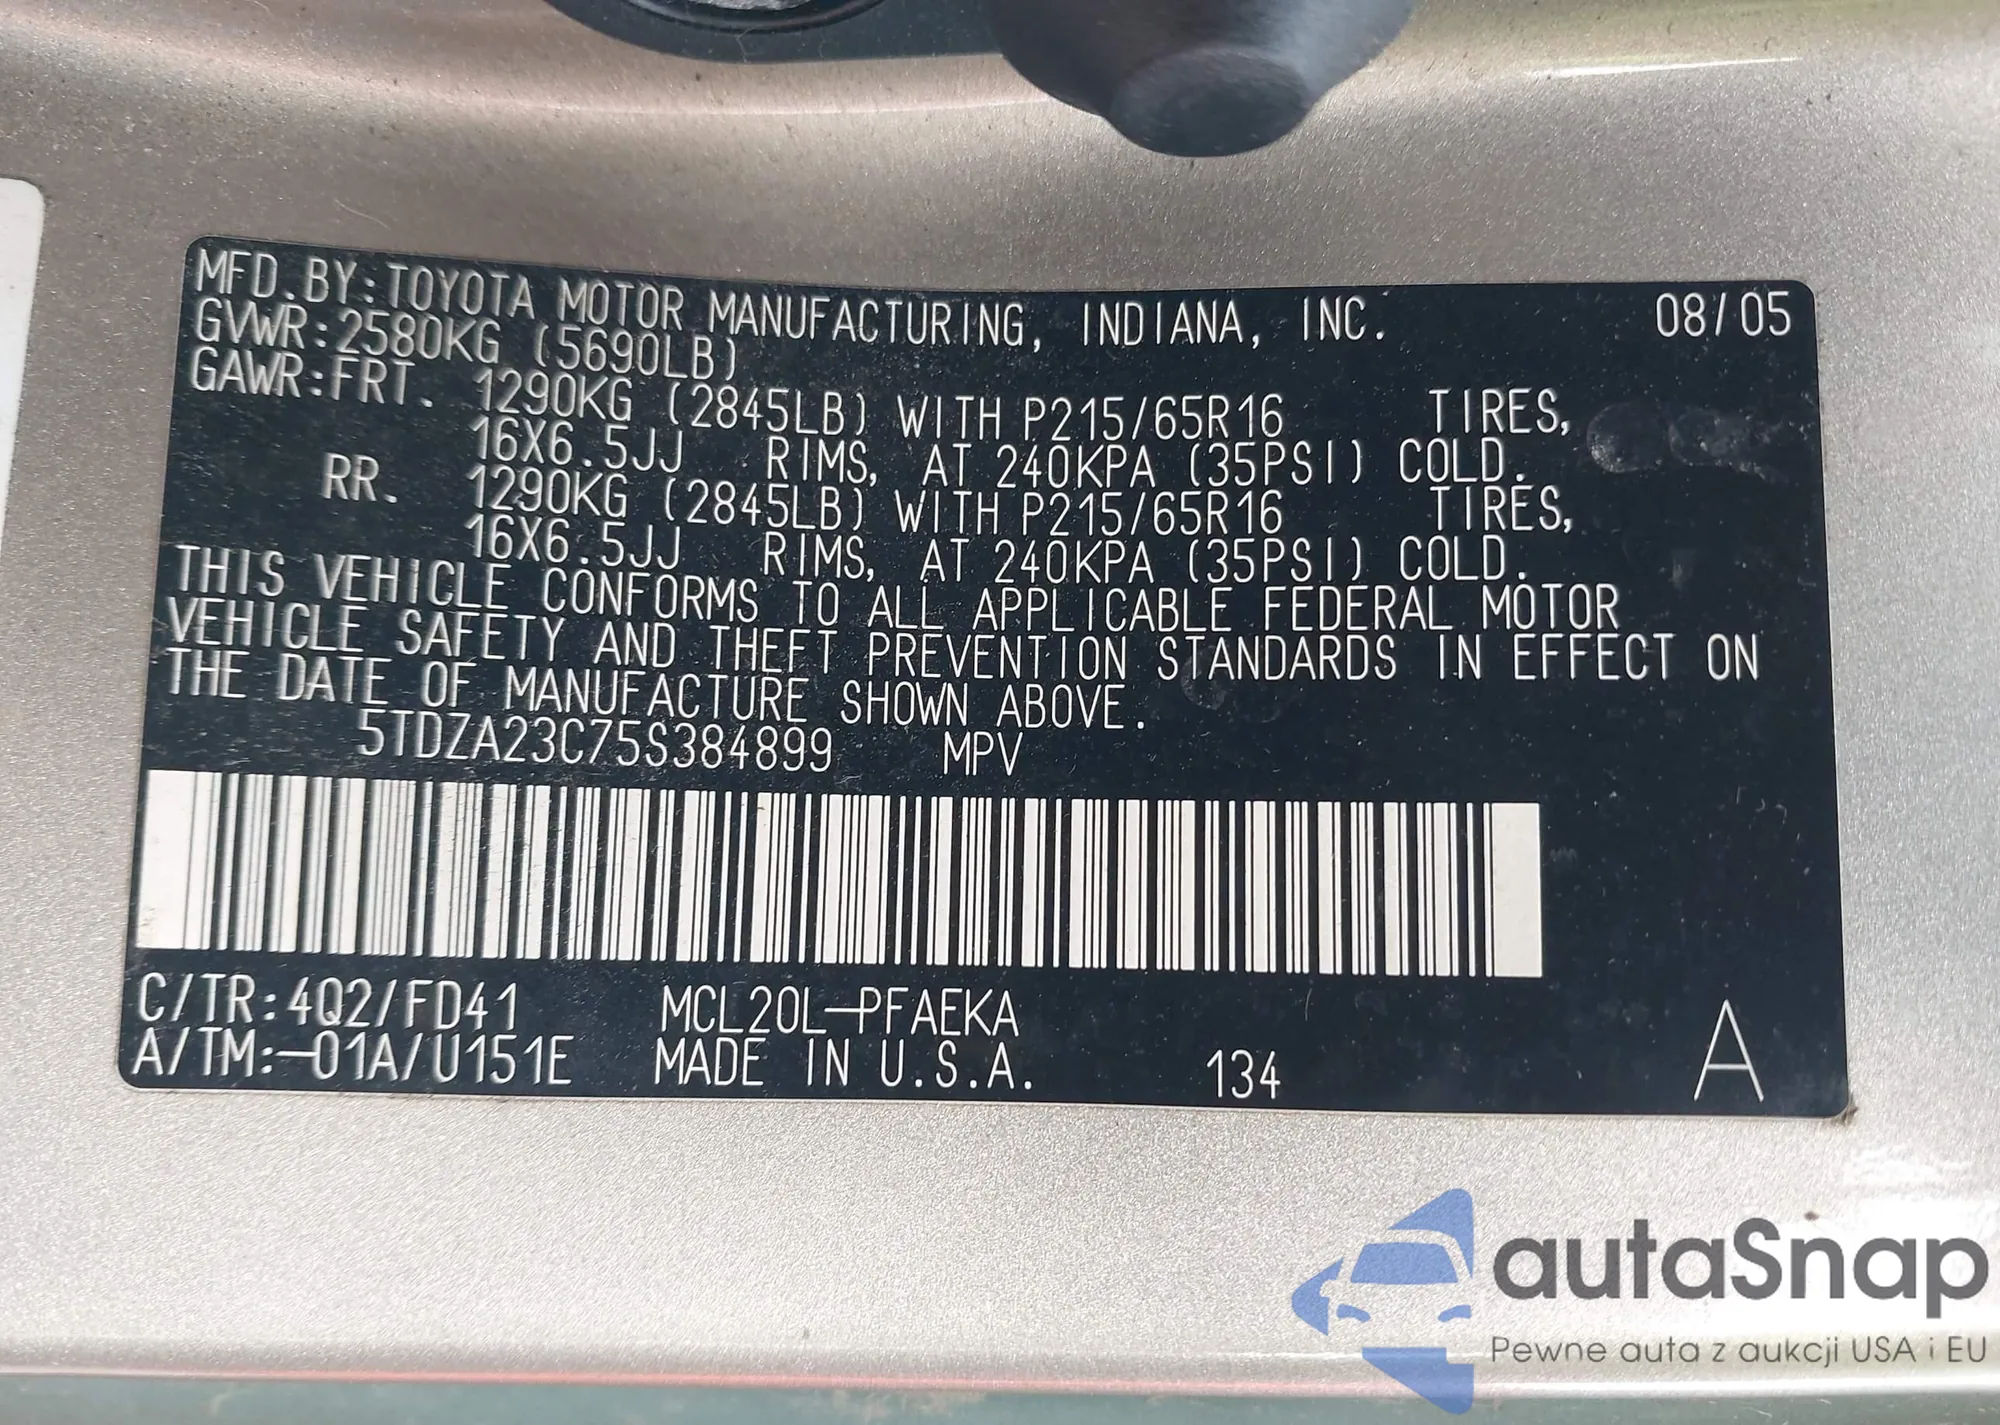 MFD.BY:TOYOTA MOTOR MANUFACTURING, INDIANA, INC. 08/05
GVWR:2580KG (5690LB)
GAWR:FRT. 1290KG (2845LB) WITH P215/65R16 TIRES,
16X6.5JJ RIMS, AT 240KPA (35PSI) COLD.
RR. 1290KG (2845LB) WITH P215/65R16 TIRES,
16X6.5JJ RIMS, AT 240KPA (35PSI) COLD.
THIS VEHICLE CONFORMS TO ALL APPLICABLE FEDERAL MOTOR
VEHICLE SAFETY AND THEFT PREVENTION STANDARDS IN EFFECT ON
THE DATE OF MANUFACTURE SHOWN ABOVE.
5TDZA23C75S384899 MPV
C/TR:4Q2/FD41 MCL20L-PFAEKA
A/TM:-01A/U151E MADE IN U.S.A. 134 A
autaSnap
Pewne auta z aukcji USA i EU